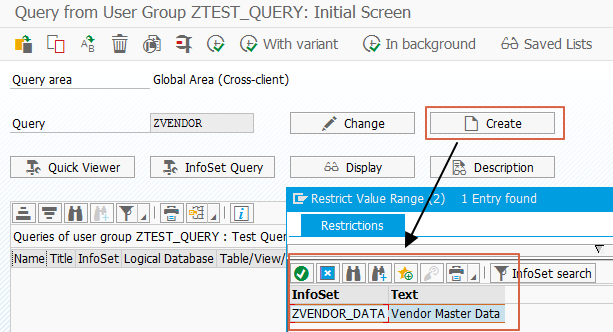 Query from User Group ZTEST_QUERY: Initial Screen
With variant In background Saved Lists
Query area Global Area (Cross-client)
Query ZVENDOR Change Create
Quick Viewer InfoSet Query Display Description
Restrict Value Range (2) 1 Entry found
Restrictions
Queries of user group ZTEST_QUERY : Test Quer
Name Title InfoSet Logical Database Table/View/
InfoSet search
InfoSet Text
ZVENDOR_DATA Vendor Master Data